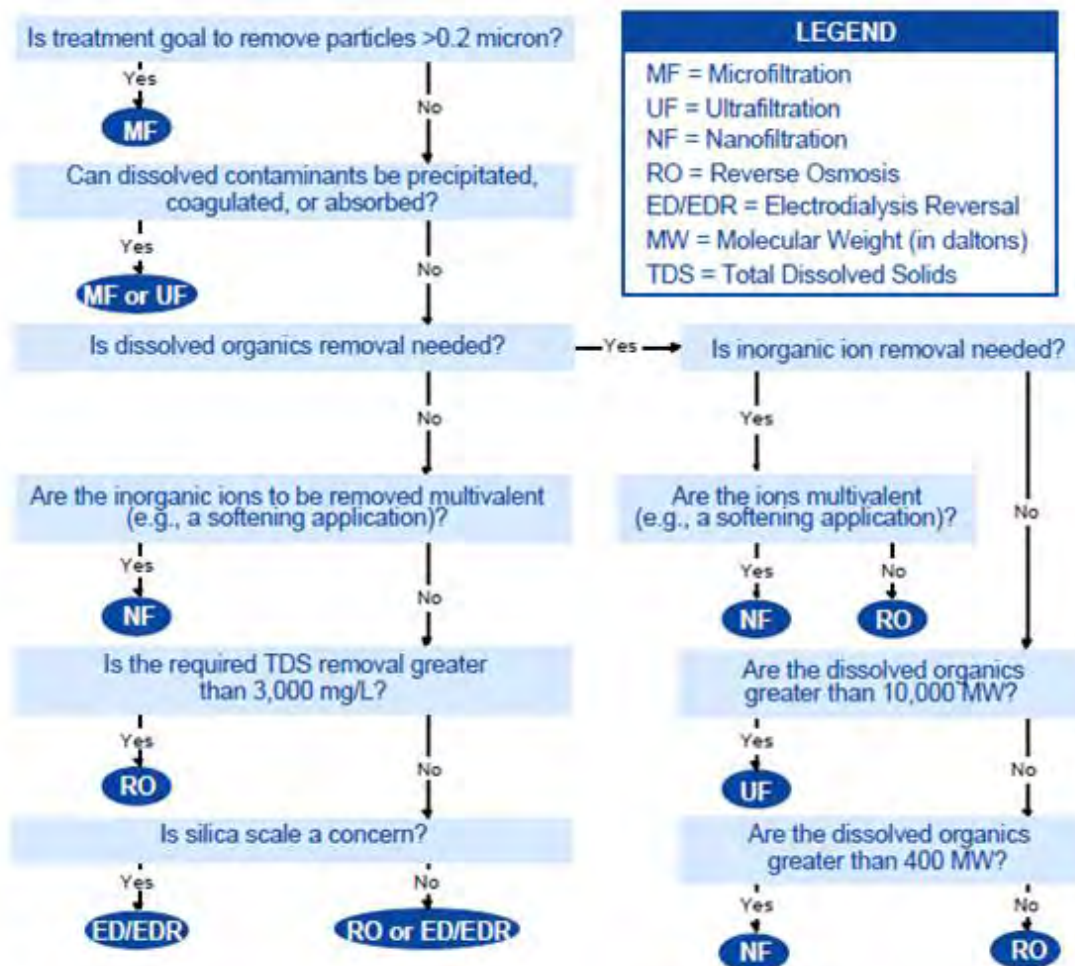 Is treatment goal to remove particles >0.2 micron?
Yes
No
MF
Can dissolved contaminants be precipitated,
coagulated, or absorbed?
Yes
No
MF or UF
Is dissolved organics removal needed?
Yes
No
Are the inorganic ions to be removed multivalent
(e.g., a softening application)?
Yes
No
NF
Is the required TDS removal greater
than 3,000 mg/L?
Yes
No
RO
Is silica scale a concern?
Yes
No
ED/EDR
RO or ED/EDR
LEGEND
MF = Microfiltration
UF = Ultrafiltration
NF = Nanofiltration
RO = Reverse Osmosis
ED/EDR = Electrodialysis Reversal
MW = Molecular Weight (in daltons)
TDS = Total Dissolved Solids
Is inorganic ion removal needed?
Yes
No
Are the ions multivalent
(e.g., a softening application)?
Yes
No
NF
RO
Are the dissolved organics
greater than 10,000 MW?
Yes
No
UF
Are the dissolved organics
greater than 400 MW?
Yes
No
NF
RO